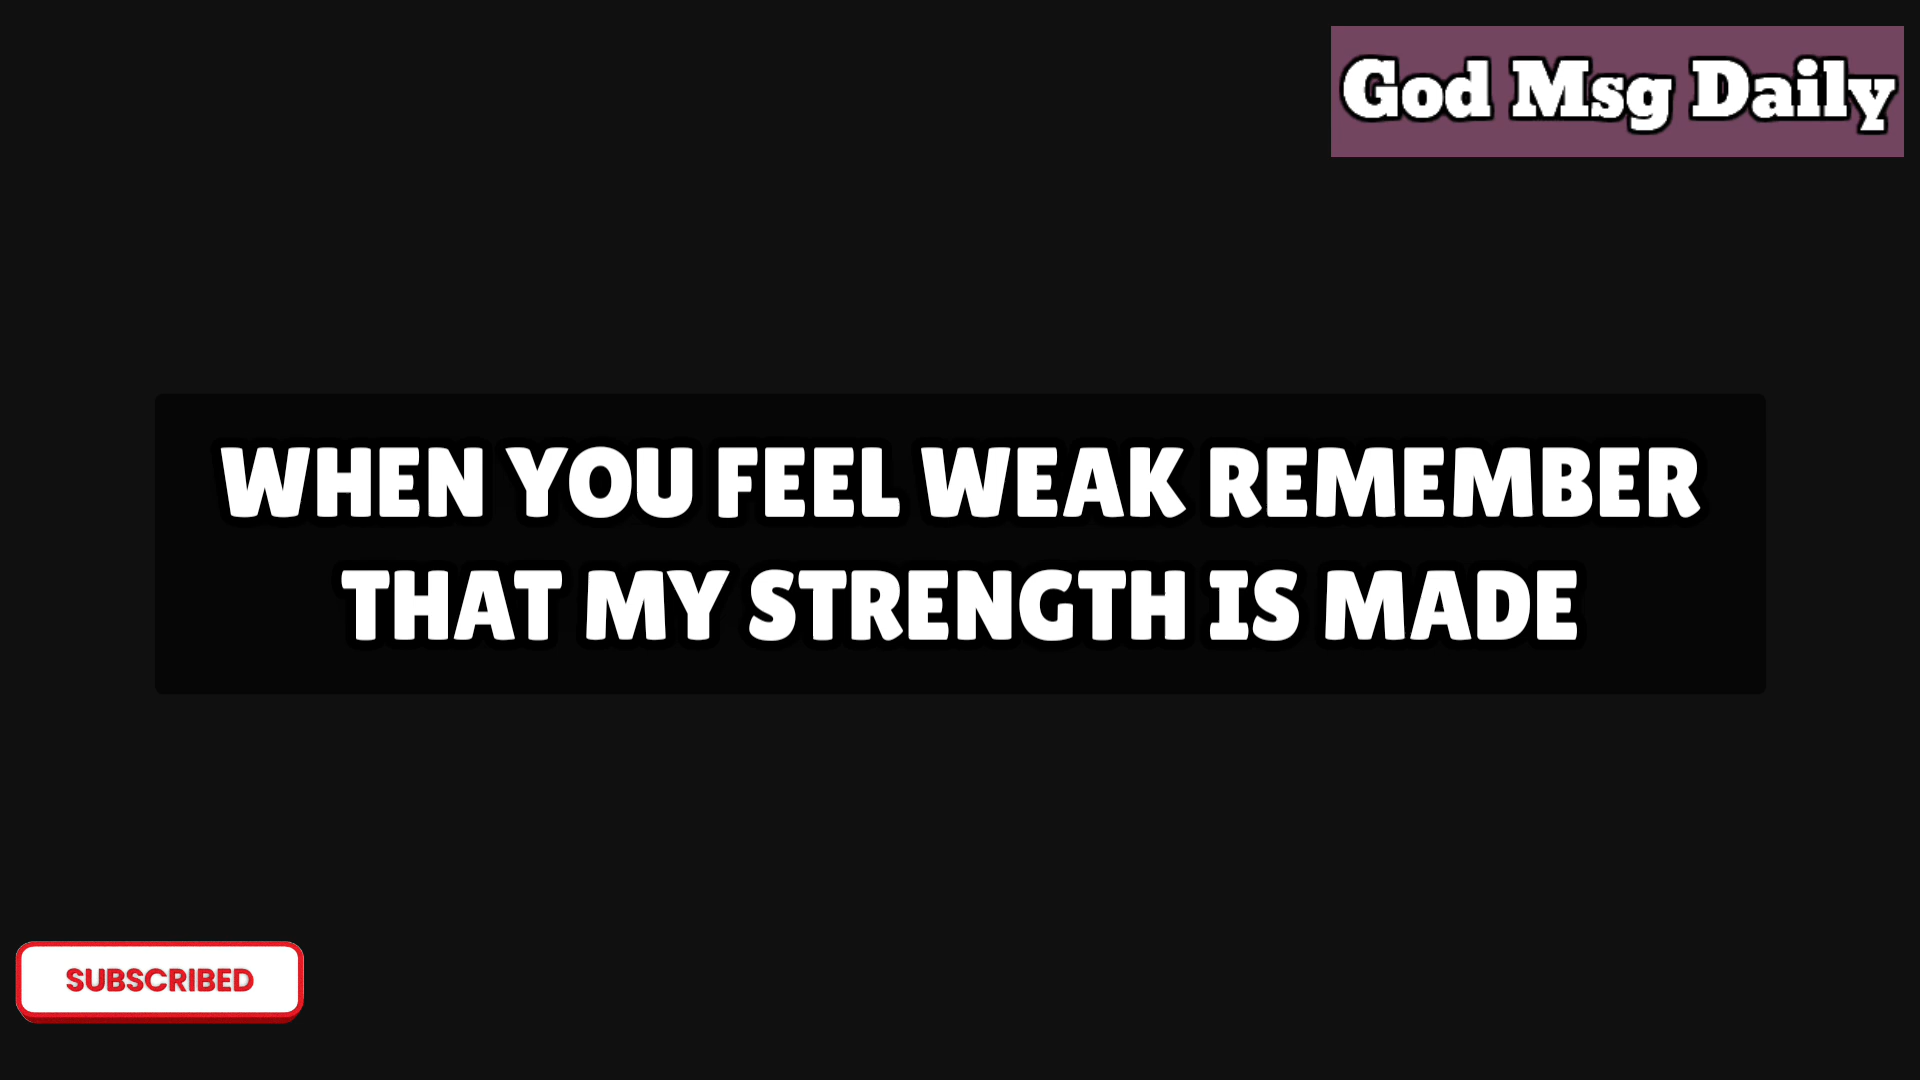 God Msg Daily
WHEN YOU FEEL WEAK REMEMBER
THAT MY STRENGTH IS MADE
SUBSCRIBED